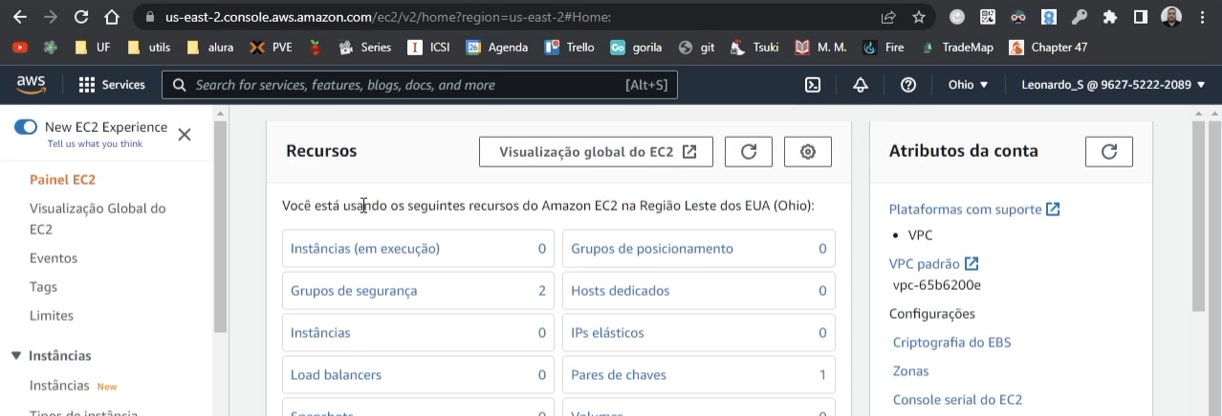 us-east-2.console.aws.amazon.com/ec2/v2/home?region=us-east-2#Home:
UF utils alura PVE Series ICSI Agenda Trello gorila git Tsuki M. M. Fire TradeMap Chapter 47
aws Services Search for services, features, blogs, docs, and more [Alt+S] Ohio ▼ Leonardo_S @ 9627-5222-2089 ▼
New EC2 Experience
Tell us what you think
Painel EC2
Visualização Global do
EC2
Eventos
Tags
Limites
Instâncias
Instâncias New
Tipos de instância
Recursos
Visualização global do EC2
Você está usando os seguintes recursos do Amazon EC2 na Região Leste dos EUA (Ohio):
Instâncias (em execução) 0 Grupos de posicionamento 0
Grupos de segurança 2 Hosts dedicados 0
Instâncias 0 IPs elásticos 0
Load balancers 0 Pares de chaves 1
Snapshots 0 Volumes 0
Atributos da conta
Plataformas com suporte
• VPC
VPC padrão
vpc-65b6200e
Configurações
Criptografia do EBS
Zonas
Console serial do EC2